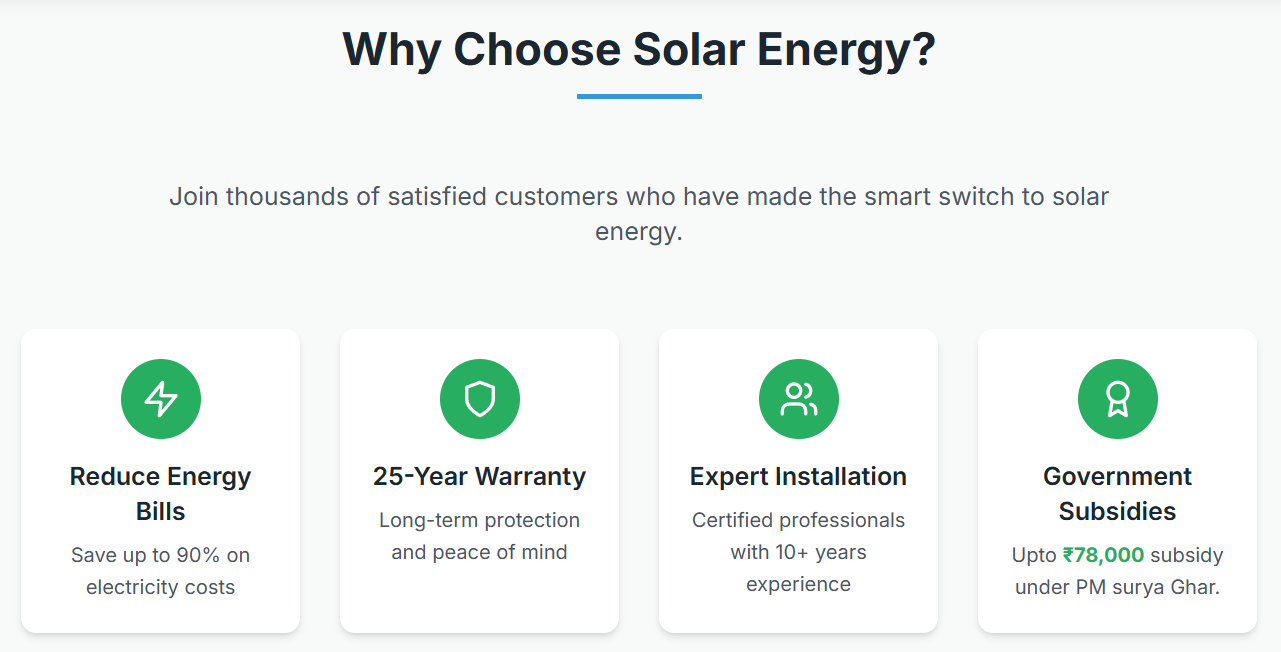 Why Choose Solar Energy?
Join thousands of satisfied customers who have made the smart switch to solar
energy.
Reduce Energy
Bills
Save up to 90% on
electricity costs
25-Year Warranty
Long-term protection
and peace of mind
Expert Installation
Certified professionals
with 10+ years
experience
Government
Subsidies
Upto ₹78,000 subsidy
under PM surya Ghar.